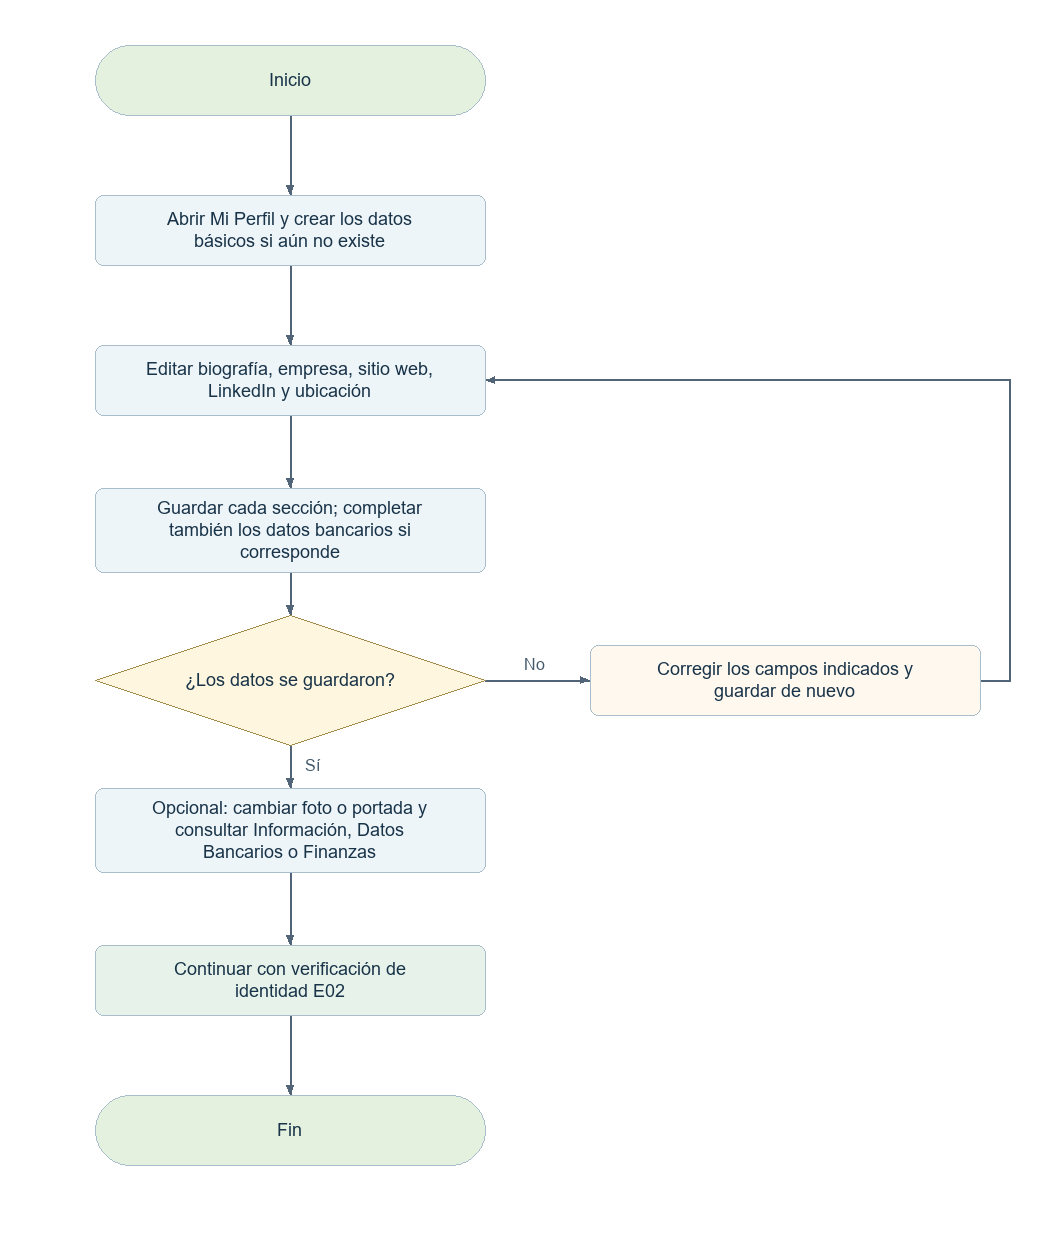 Inicio
Abrir Mi Perfil y crear los datos
básicos si aún no existe
Editar biografía, empresa, sitio web,
LinkedIn y ubicación
Guardar cada sección; completar
también los datos bancarios si
corresponde
¿Los datos se guardaron?
No
Corregir los campos indicados y
guardar de nuevo
Sí
Opcional: cambiar foto o portada y
consultar Información, Datos
Bancarios o Finanzas
Continuar con verificación de
identidad E02
Fin